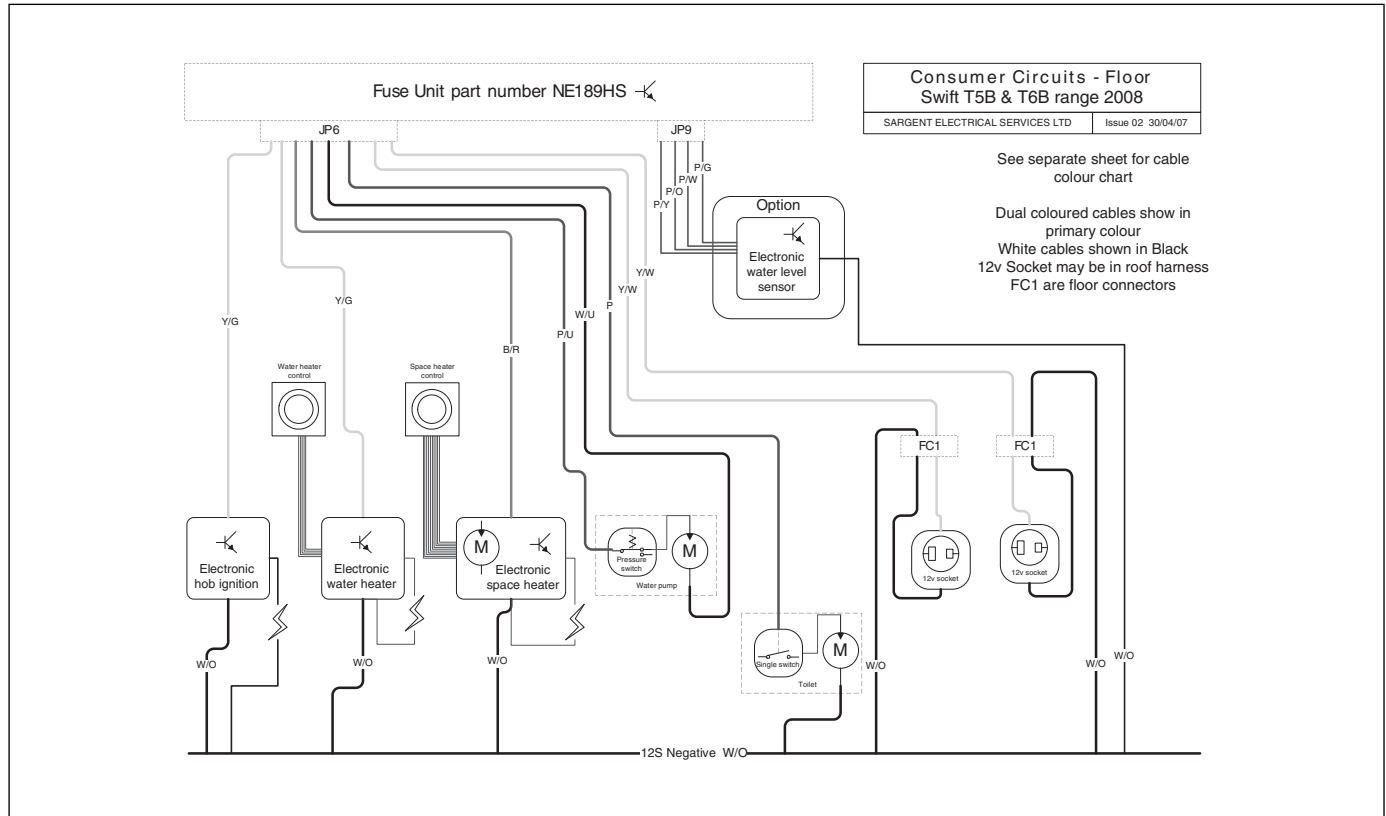 Fuse Unit part number NE189HS
JP6
JP9
Consumer Circuits - Floor
Swift T5B & T6B range 2008
SARGENT ELECTRICAL SERVICES LTD
Issue 02 30/04/07
See separate sheet for cable
colour chart
Dual coloured cables show in
primary colour
White cables shown in Black
12v Socket may be in roof harness
FC1 are floor connectors
P/G
P/W
P/O
P/Y
Option
Electronic
water level
sensor
Y/W
Y/W
W/U
P
P/U
Y/G
Y/G
B/R
Water heater
control
Space heater
control
FC1
FC1
M
Electronic
hob ignition
Electronic
water heater
Electronic
space heater
Pressure
switch
M
Water pump
12v socket
12v socket
Single switch
M
Toilet
W/O
W/O
W/O
W/O
W/O
W/O
12S Negative W/O